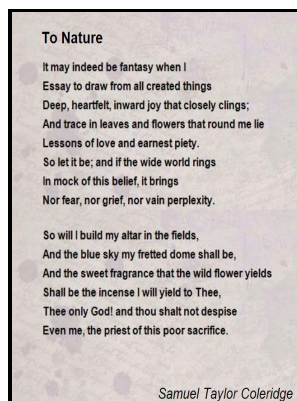 To Nature
It may indeed be fantasy when I
Essay to draw from all created things
Deep, heartfelt, inward joy that closely clings;
And trace in leaves and flowers that round me lie
Lessons of love and earnest piety.
So let it be; and if the wide world rings
In mock of this belief, it brings
Nor fear, nor grief, nor vain perplexity.
So will I build my altar in the fields,
And the blue sky my fretted dome shall be,
And the sweet fragrance that the wild flower yields
Shall be the incense I will yield to Thee,
Thee only God! and thou shalt not despise
Even me, the priest of this poor sacrifice.
Samuel Taylor Coleridge